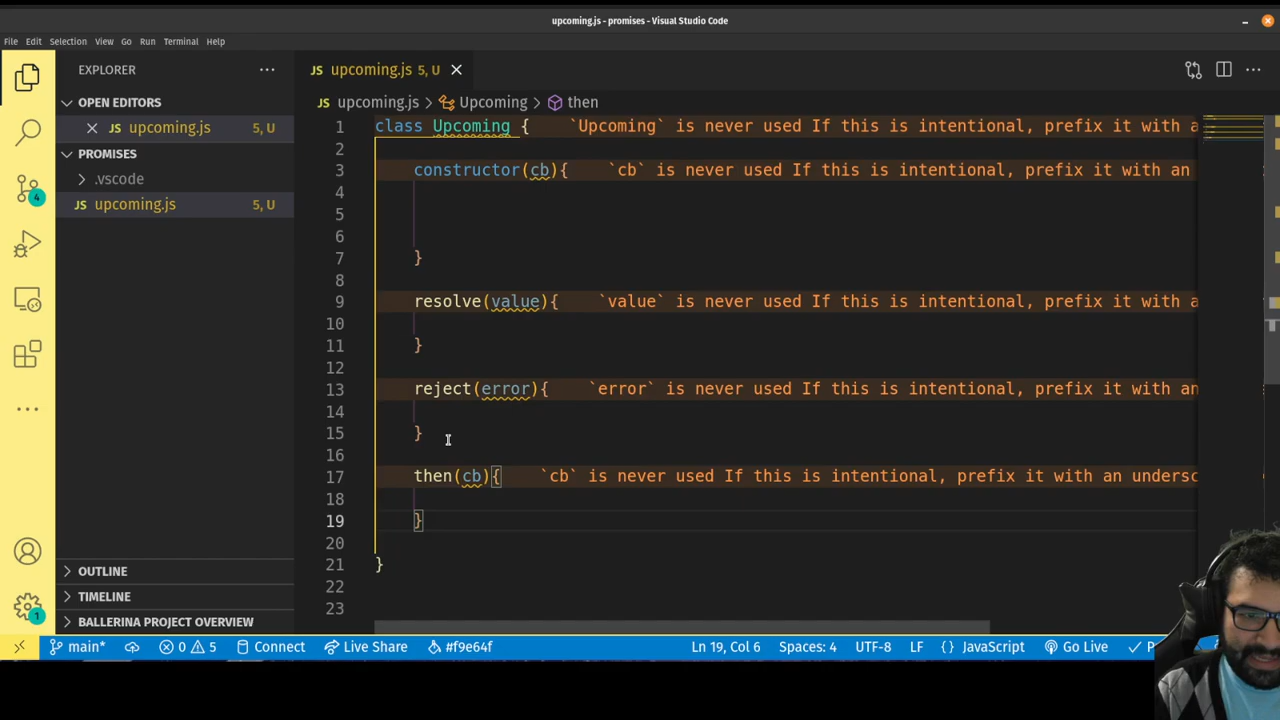 upcoming.js - promises - Visual Studio Code
File Edit Selection View Go Run Terminal Help
EXPLORER
OPEN EDITORS
upcoming.js 5, U
PROMISES
.vscode
upcoming.js 5, U
OUTLINE
TIMELINE
BALLERINA PROJECT OVERVIEW
4
1
JS upcoming.js 5, U
JS upcoming.js > Upcoming > then
1 class Upcoming { `Upcoming` is never used If this is intentional, prefix it with a
2
3 constructor(cb){ `cb` is never used If this is intentional, prefix it with an
4
5
6
7 }
8
9 resolve(value){ `value` is never used If this is intentional, prefix it with a
10
11 }
12
13 reject(error){ `error` is never used If this is intentional, prefix it with an
14
15 }
16
17 then(cb){ `cb` is never used If this is intentional, prefix it with an undersc
18
19 }
20
21 }
22
23
main* 0 5 Connect Live Share #f9e64f Ln 19, Col 6 Spaces: 4 UTF-8 LF {} JavaScript Go Live